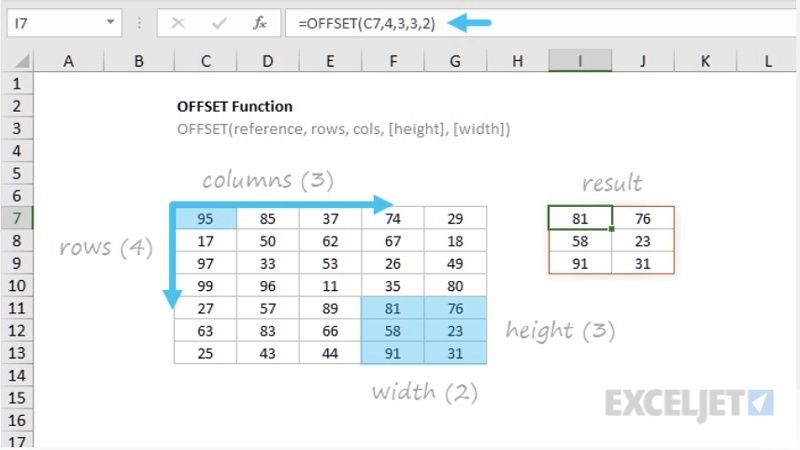 I7 fx =OFFSET(C7,4,3,3,2)
A B C D E F G H I J K L
1
2 OFFSET Function
3 OFFSET(reference, rows, cols, [height], [width])
4
5 columns (3) result
6
7 95 85 37 74 29 81 76
8 rows (4) 17 50 62 67 18 58 23
9 97 33 53 26 49 91 31
10 99 96 11 35 80
11 27 57 89 81 76
12 63 83 66 58 23 height (3)
13 25 43 44 91 31
14 width (2)
15 EXCELJET
16
17